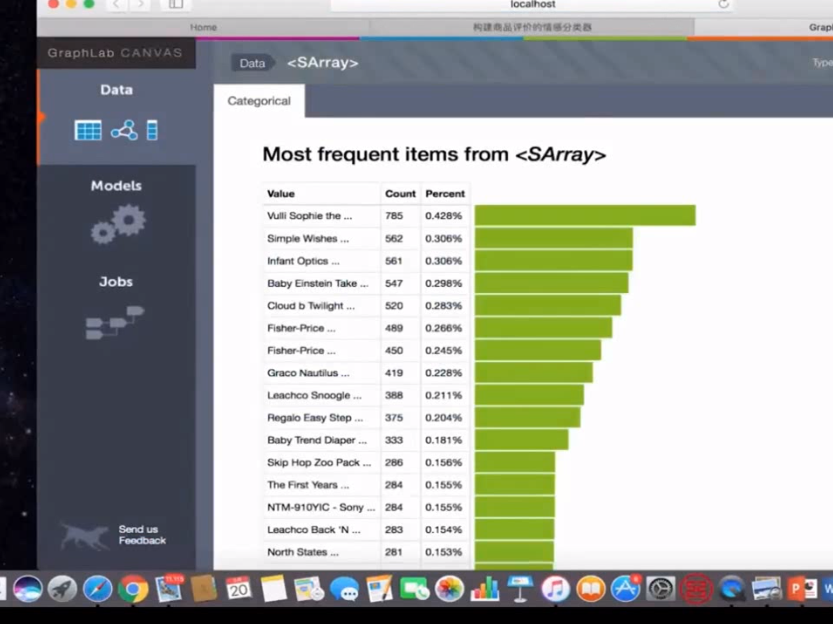 localhost
Home
构建商品评价的情感分类器
Graph
GraphLab CANVAS
Data
<SArray>
Type
Data
Categorical
Most frequent items from <SArray>
Models
Jobs
Value Count Percent
Vulli Sophie the ... 785 0.428%
Simple Wishes ... 562 0.306%
Infant Optics ... 561 0.306%
Baby Einstein Take ... 547 0.298%
Cloud b Twilight ... 520 0.283%
Fisher-Price ... 489 0.266%
Fisher-Price ... 450 0.245%
Graco Nautilus ... 419 0.228%
Leachco Snoogle ... 388 0.211%
Regalo Easy Step ... 375 0.204%
Baby Trend Diaper ... 333 0.181%
Skip Hop Zoo Pack ... 286 0.156%
The First Years ... 284 0.155%
NTM-910YIC - Sony ... 284 0.155%
Leachco Back 'N ... 283 0.154%
North States ... 281 0.153%
Send us
Feedback
20
P
W